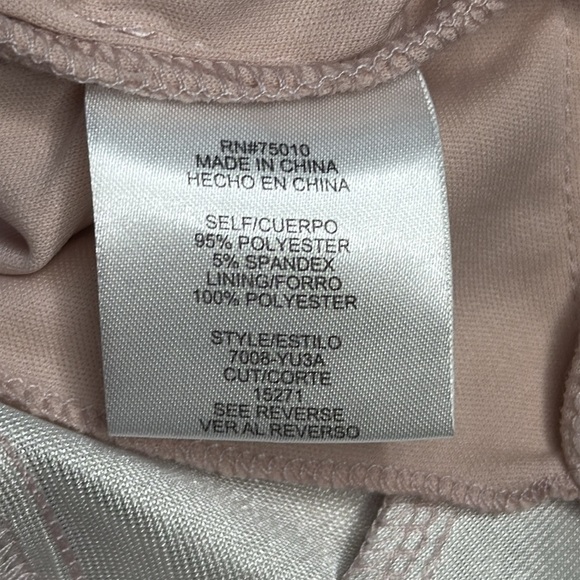 RN#75010
MADE IN CHINA
HECHO EN CHINA
SELF/CUERPO
95% POLYESTER
5% SPANDEX
LINING/FORRO
100% POLYESTER
STYLE/ESTILO
7008-YU3A
CUT/CORTE
15271
SEE REVERSE
VER AL REVERSO